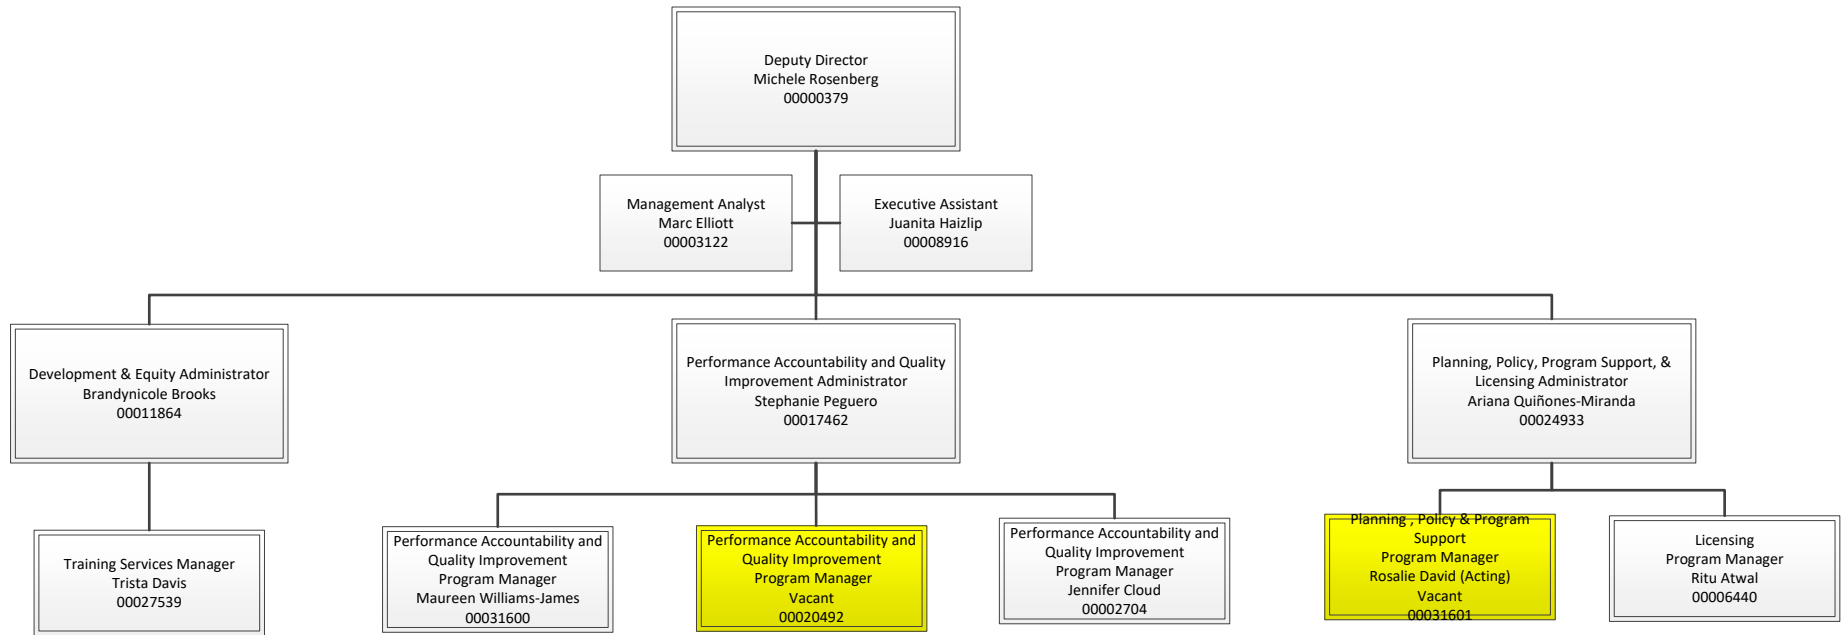 Deputy Director
Michele Rosenberg
00000379
Management Analyst
Marc Elliott
00003122
Executive Assistant
Juanita Haizlip
00008916
Development & Equity Administrator
Brandynicole Brooks
00011864
Performance Accountability and Quality
Improvement Administrator
Stephanie Peguero
00017462
Planning, Policy, Program Support, &
Licensing Administrator
Ariana Quiñones-Miranda
00024933
Training Services Manager
Trista Davis
00027539
Performance Accountability and
Quality Improvement
Program Manager
Maureen Williams-James
00031600
Performance Accountability and
Quality Improvement
Program Manager
Vacant
00020492
Performance Accountability and
Quality Improvement
Program Manager
Jennifer Cloud
00002704
Planning , Policy & Program
Support
Program Manager
Rosalie David (Acting)
Vacant
00031601
Licensing
Program Manager
Ritu Atwal
00006440